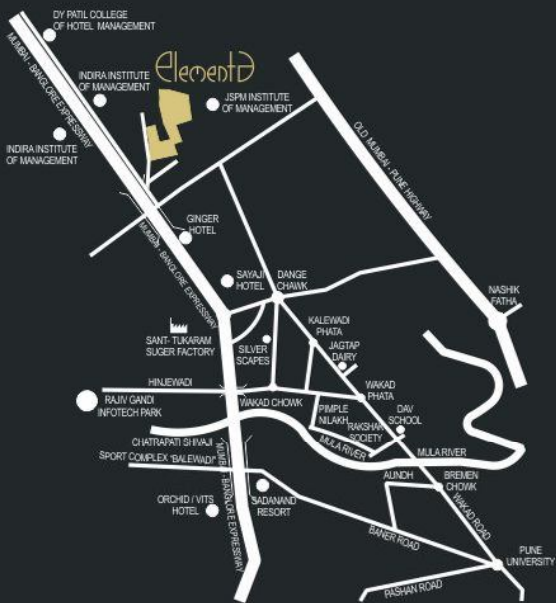 DY PATIL COLLEGE
OF HOTEL MANAGEMENT
MUMBAI - BANGLORE EXPRESSWAY
Elementa
INDIRA INSTITUTE
OF MANAGEMENT
JSPM INSTITUTE
OF MANAGEMENT
INDIRA INSTITUTE
OF MANAGEMENT
OLD MUMBAI - PUNE HIGHWAY
GINGER
HOTEL
MUMBAI - BANGLORE EXPRESSWAY
SAYAJI
HOTEL
DANGE
CHAWK
NASHIK
FATHA
KALEWADI
PHATA
SANT- TUKARAM
SUGER FACTORY
SILVER
SCAPES
JAGTAP
DAIRY
HINJEWADI
WAKAD
PHATA
RAJIV GANDI
INFOTECH PARK
WAKAD CHOWK
PIMPLE
NILAKH
DAV
SCHOOL
RAKSHAK
SOCIETY
MULA RIVER
CHATRAPATI SHIVAJI
SPORT COMPLEX "BALEWADI"
MULA RIVER
MUMBAI - BANGLORE EXPRESSWAY
AUNDH
BREMEN
CHOWK
ORCHID / VITS
HOTEL
SADANAND
RESORT
WAKAD ROAD
BANER ROAD
PUNE
UNIVERSITY
PASHAN ROAD